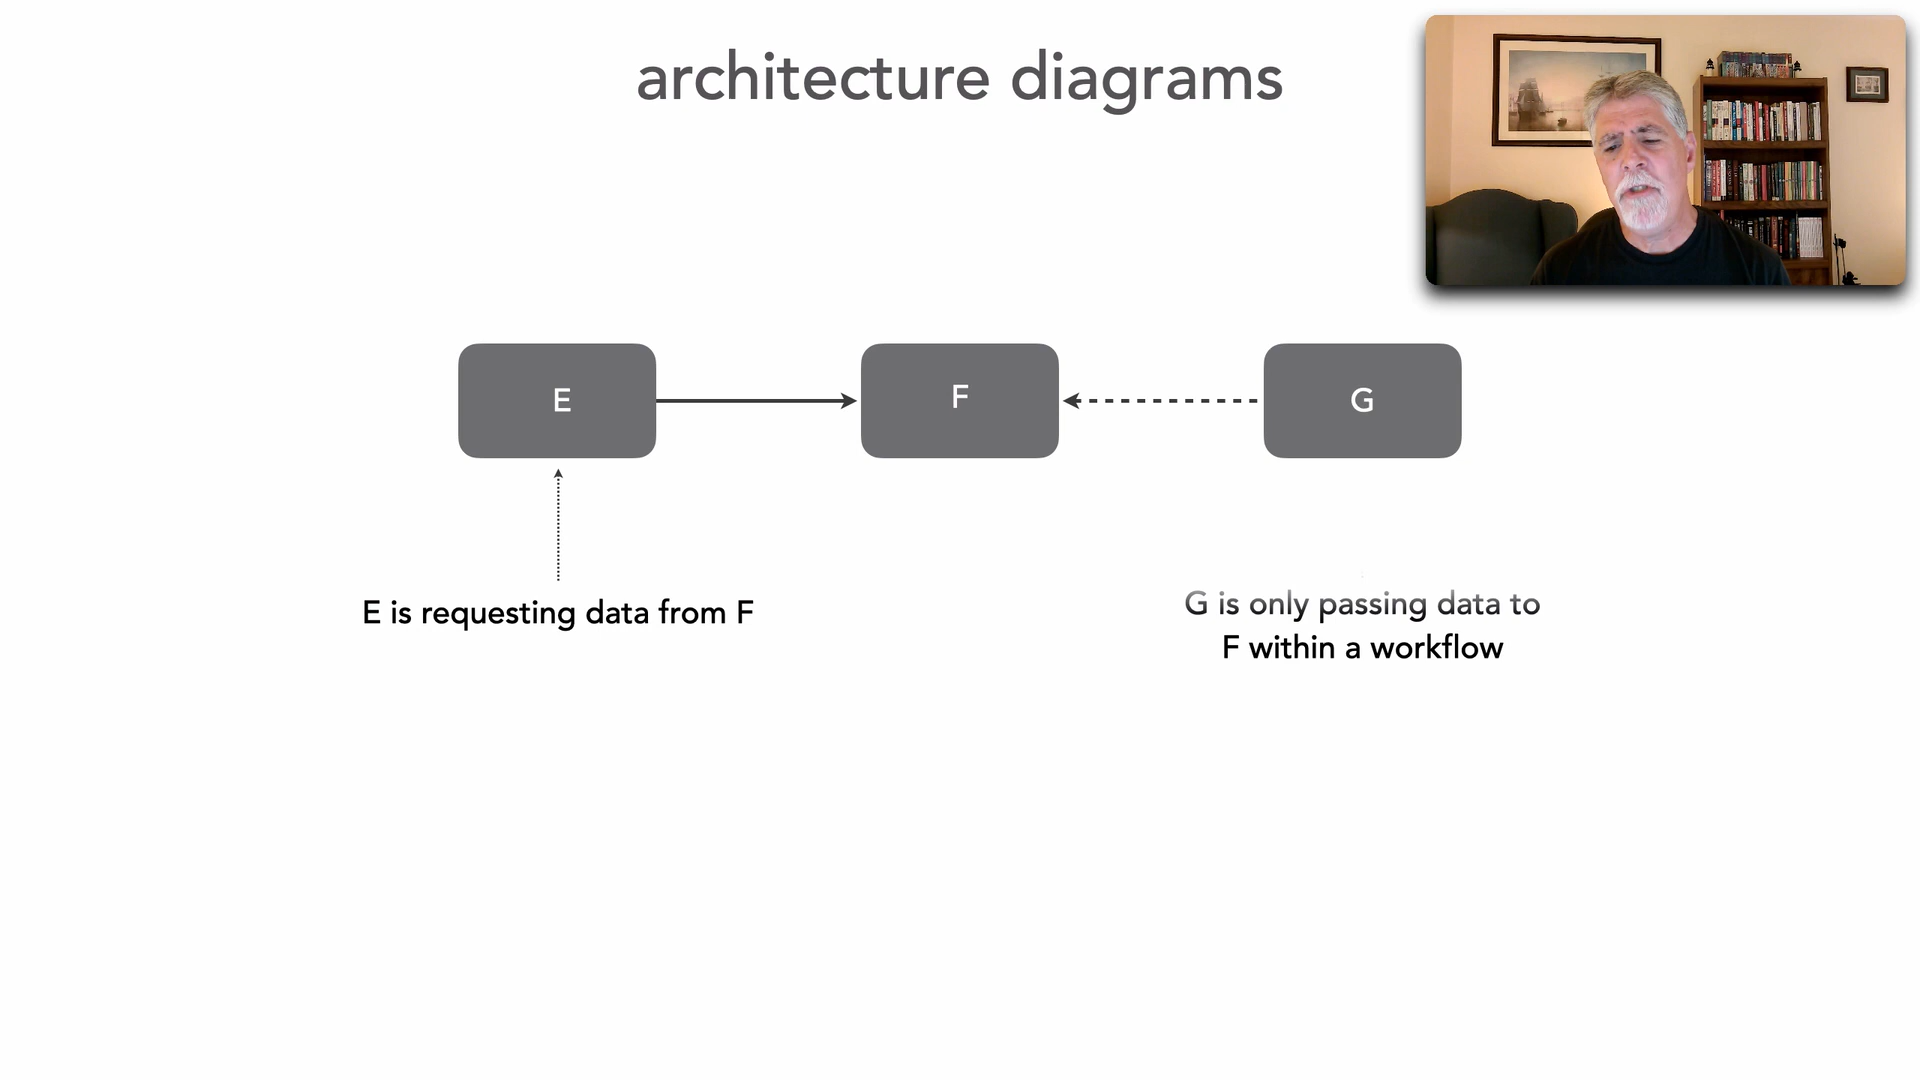 architecture diagrams
E
F
G
E is requesting data from F
G is only passing data to
F within a workflow